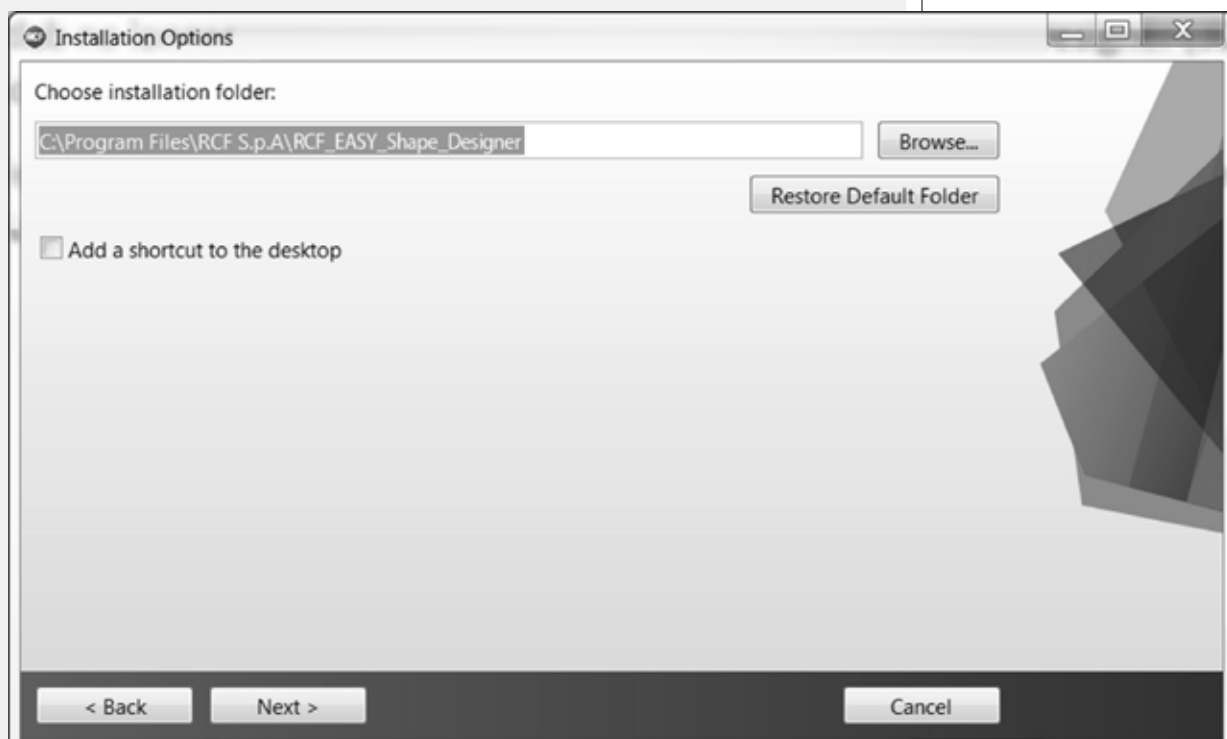 Installation Options
Choose installation folder:
C:\Program Files\RCF S.p.A\RCF_EASY_Shape_Designer
Browse...
Restore Default Folder
Add a shortcut to the desktop
< Back Next > Cancel